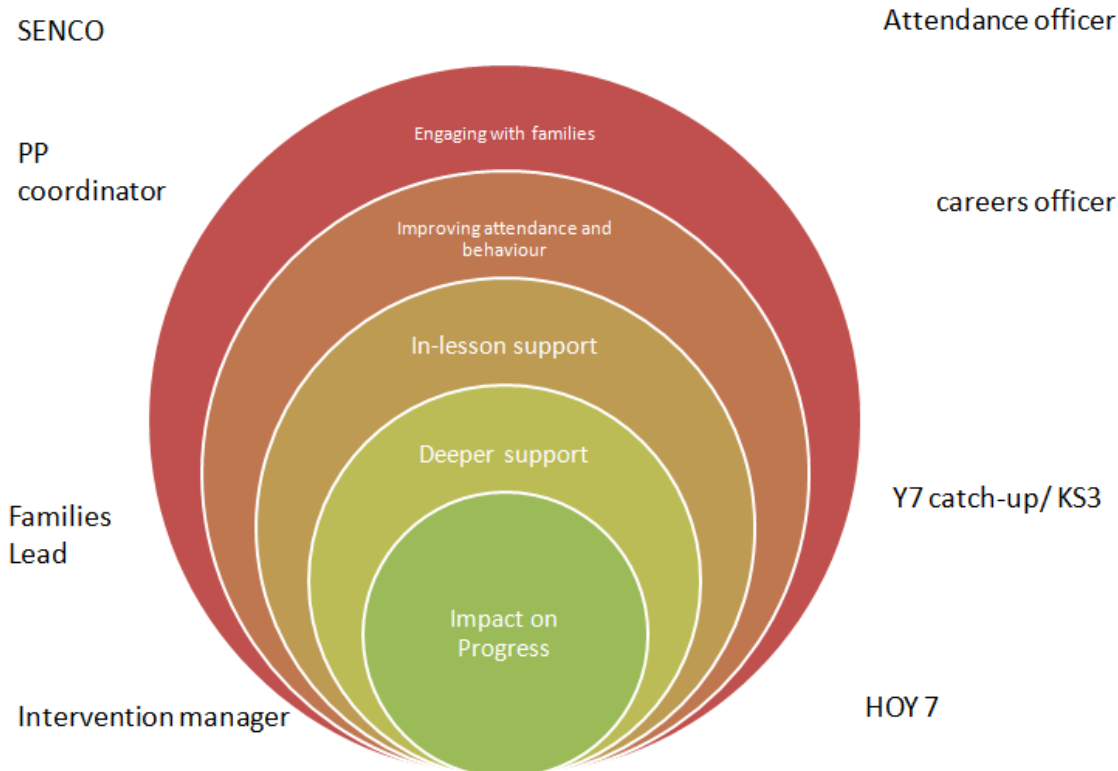 SENCO
Attendance officer
Engaging with families
PP
coordinator
careers officer
Improving attendance and
behaviour
In-lesson support
Deeper support
Y7 catch-up/ KS3
Families
Lead
Impact on
Progress
Intervention manager
HOY 7